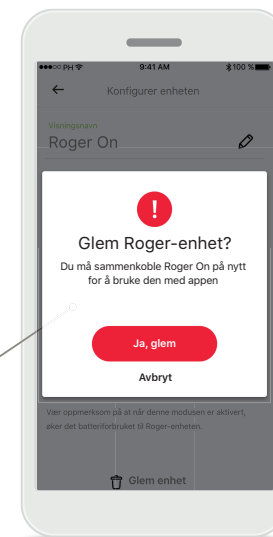 PH 9:41 AM 100 %
Konfigurer enheten
Visningsnavn
Roger On
!
Glem Roger-enhet?
Du må sammenkoble Roger On på nytt
for å bruke den med appen
Ja, glem
Avbryt
Vær oppmerksom på at når denne modusen er aktivert,
øker det batteriforbruket til Roger-enheten.
Glem enhet